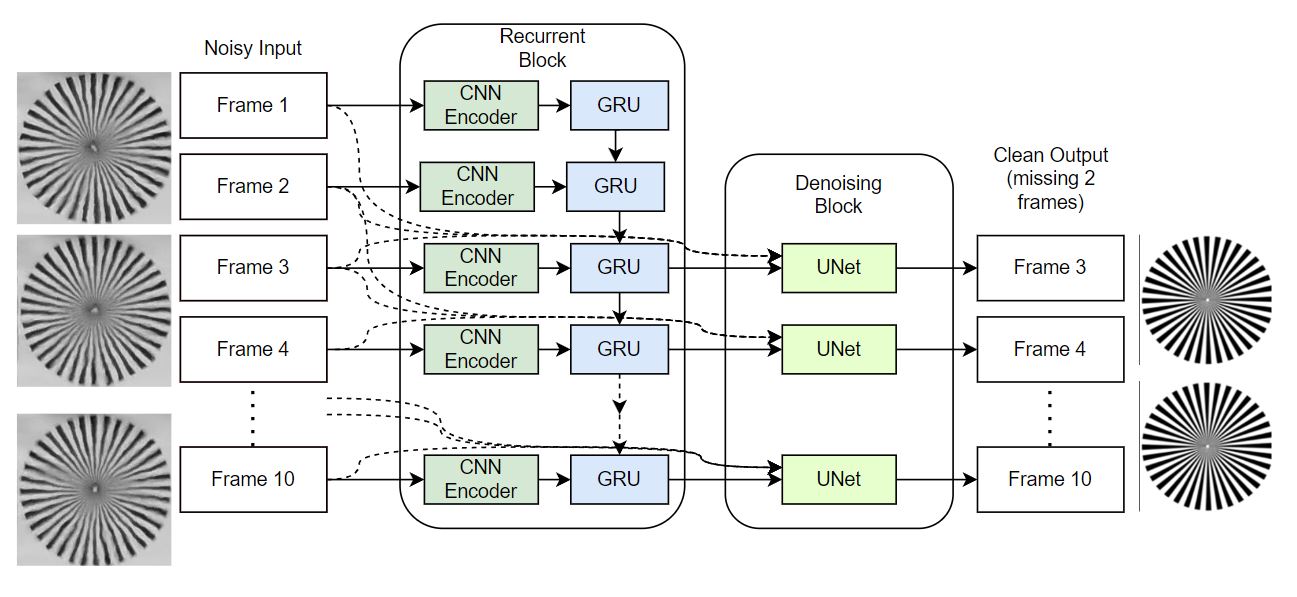 Noisy Input
Recurrent
Block
Frame 1
CNN
Encoder
GRU
Frame 2
CNN
Encoder
GRU
Denoising
Block
Clean Output
(missing 2
frames)
Frame 3
CNN
Encoder
GRU
UNet
Frame 3
Frame 4
CNN
Encoder
GRU
UNet
Frame 4
Frame 10
CNN
Encoder
GRU
UNet
Frame 10